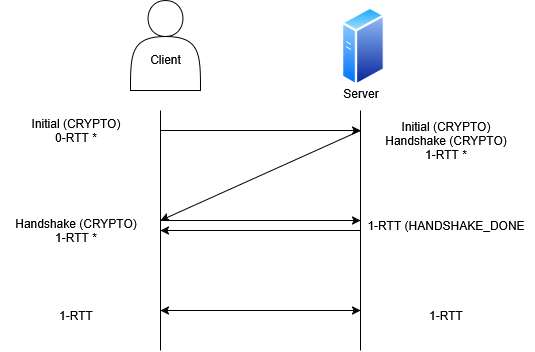 Client
Server
Initial (CRYPTO)
0-RTT *
Initial (CRYPTO)
Handshake (CRYPTO)
1-RTT *
Handshake (CRYPTO)
1-RTT *
1-RTT (HANDSHAKE_DONE
1-RTT
1-RTT